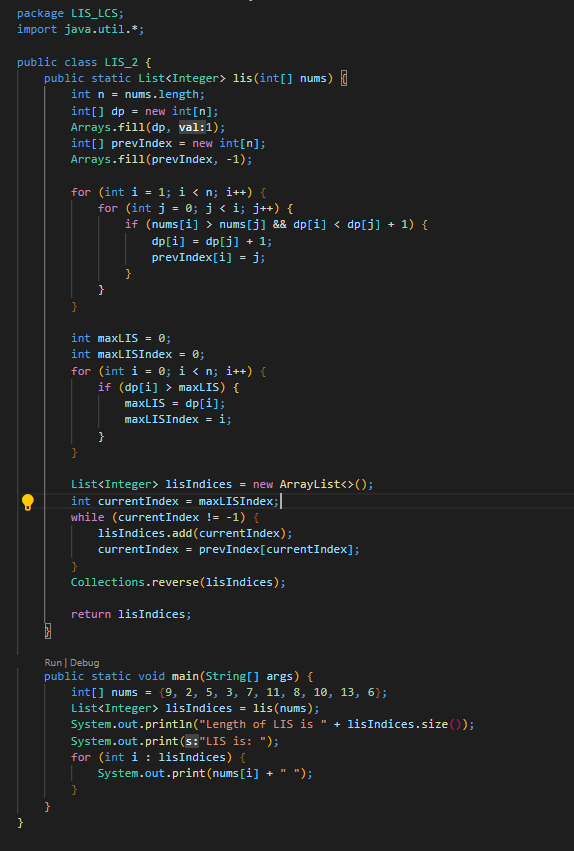 package LIS_LCS;
import java.util.*;
public class LIS_2 {
public static List<Integer> lis(int[] nums) {
int n = nums.length;
int[] dp = new int[n];
Arrays.fill(dp, val:1);
int[] prevIndex = new int[n];
Arrays.fill(prevIndex, -1);
for (int i = 1; i < n; i++) {
for (int j = 0; j < i; j++) {
if (nums[i] > nums[j] && dp[i] < dp[j] + 1) {
dp[i] = dp[j] + 1;
prevIndex[i] = j;
}
}
}
int maxLIS = 0;
int maxLISIndex = 0;
for (int i = 0; i < n; i++) {
if (dp[i] > maxLIS) {
maxLIS = dp[i];
maxLISIndex = i;
}
}
List<Integer> lisIndices = new ArrayList<>();
int currentIndex = maxLISIndex;
while (currentIndex != -1) {
lisIndices.add(currentIndex);
currentIndex = prevIndex[currentIndex];
}
Collections.reverse(lisIndices);
return lisIndices;
}
Run | Debug
public static void main(String[] args) {
int[] nums = {9, 2, 5, 3, 7, 11, 8, 10, 13, 6};
List<Integer> lisIndices = lis(nums);
System.out.println("Length of LIS is " + lisIndices.size());
System.out.print(s:"LIS is: ");
for (int i : lisIndices) {
System.out.print(nums[i] + " ");
}
}
}